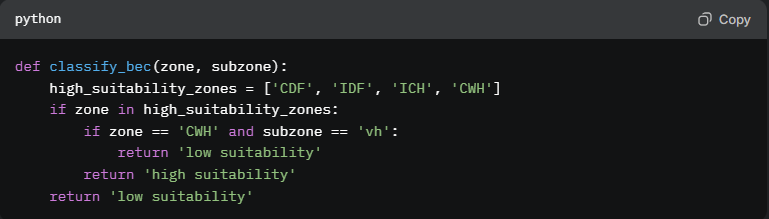 python
Copy
def classify_bec(zone, subzone):
    high_suitability_zones = ['CDF', 'IDF', 'ICH', 'CWH']
    if zone in high_suitability_zones:
        if zone == 'CWH' and subzone == 'vh':
            return 'low suitability'
        return 'high suitability'
    return 'low suitability'